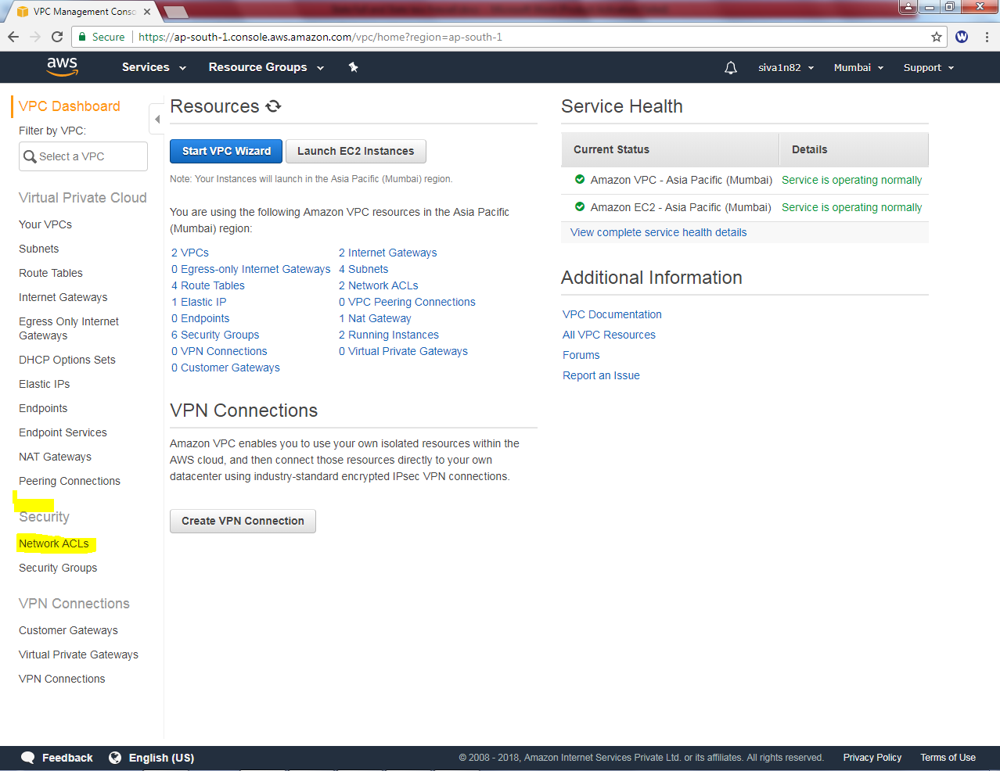 VPC Management Conso
Secure https://ap-south-1.console.aws.amazon.com/vpc/home?region=ap-south-1
W
aws Services Resource Groups siva1n82 Mumbai Support
VPC Dashboard
Filter by VPC:
Select a VPC
Virtual Private Cloud
Your VPCs
Subnets
Route Tables
Internet Gateways
Egress Only Internet
Gateways
DHCP Options Sets
Elastic IPs
Endpoints
Endpoint Services
NAT Gateways
Peering Connections
Security
Network ACLs
Security Groups
VPN Connections
Customer Gateways
Virtual Private Gateways
VPN Connections
Resources
Start VPC Wizard Launch EC2 Instances
Note: Your Instances will launch in the Asia Pacific (Mumbai) region.
You are using the following Amazon VPC resources in the Asia Pacific
(Mumbai) region:
2 VPCs 2 Internet Gateways
0 Egress-only Internet Gateways 4 Subnets
4 Route Tables 2 Network ACLs
1 Elastic IP 0 VPC Peering Connections
0 Endpoints 1 Nat Gateway
6 Security Groups 2 Running Instances
0 VPN Connections 0 Virtual Private Gateways
0 Customer Gateways
VPN Connections
Amazon VPC enables you to use your own isolated resources within the
AWS cloud, and then connect those resources directly to your own
datacenter using industry-standard encrypted IPsec VPN connections.
Create VPN Connection
Service Health
Current Status Details
Amazon VPC - Asia Pacific (Mumbai) Service is operating normally
Amazon EC2 - Asia Pacific (Mumbai) Service is operating normally
View complete service health details
Additional Information
VPC Documentation
All VPC Resources
Forums
Report an Issue
Feedback English (US) © 2008 - 2018, Amazon Internet Services Private Ltd. or its affiliates. All rights reserved. Privacy Policy Terms of Use